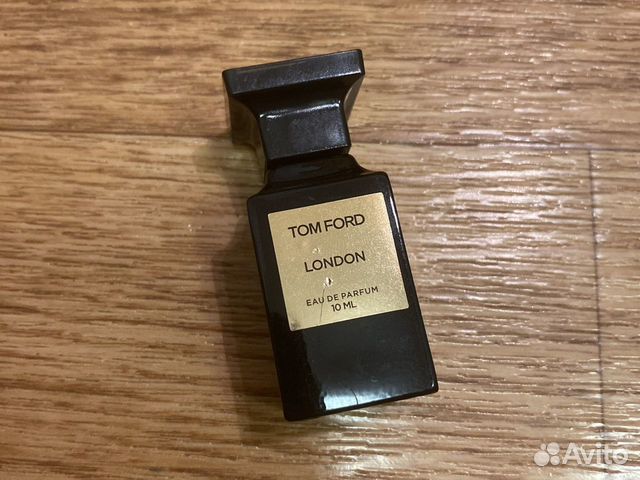 TOM FORD
LONDON
EAU DE PARFUM
10 ML
Avito